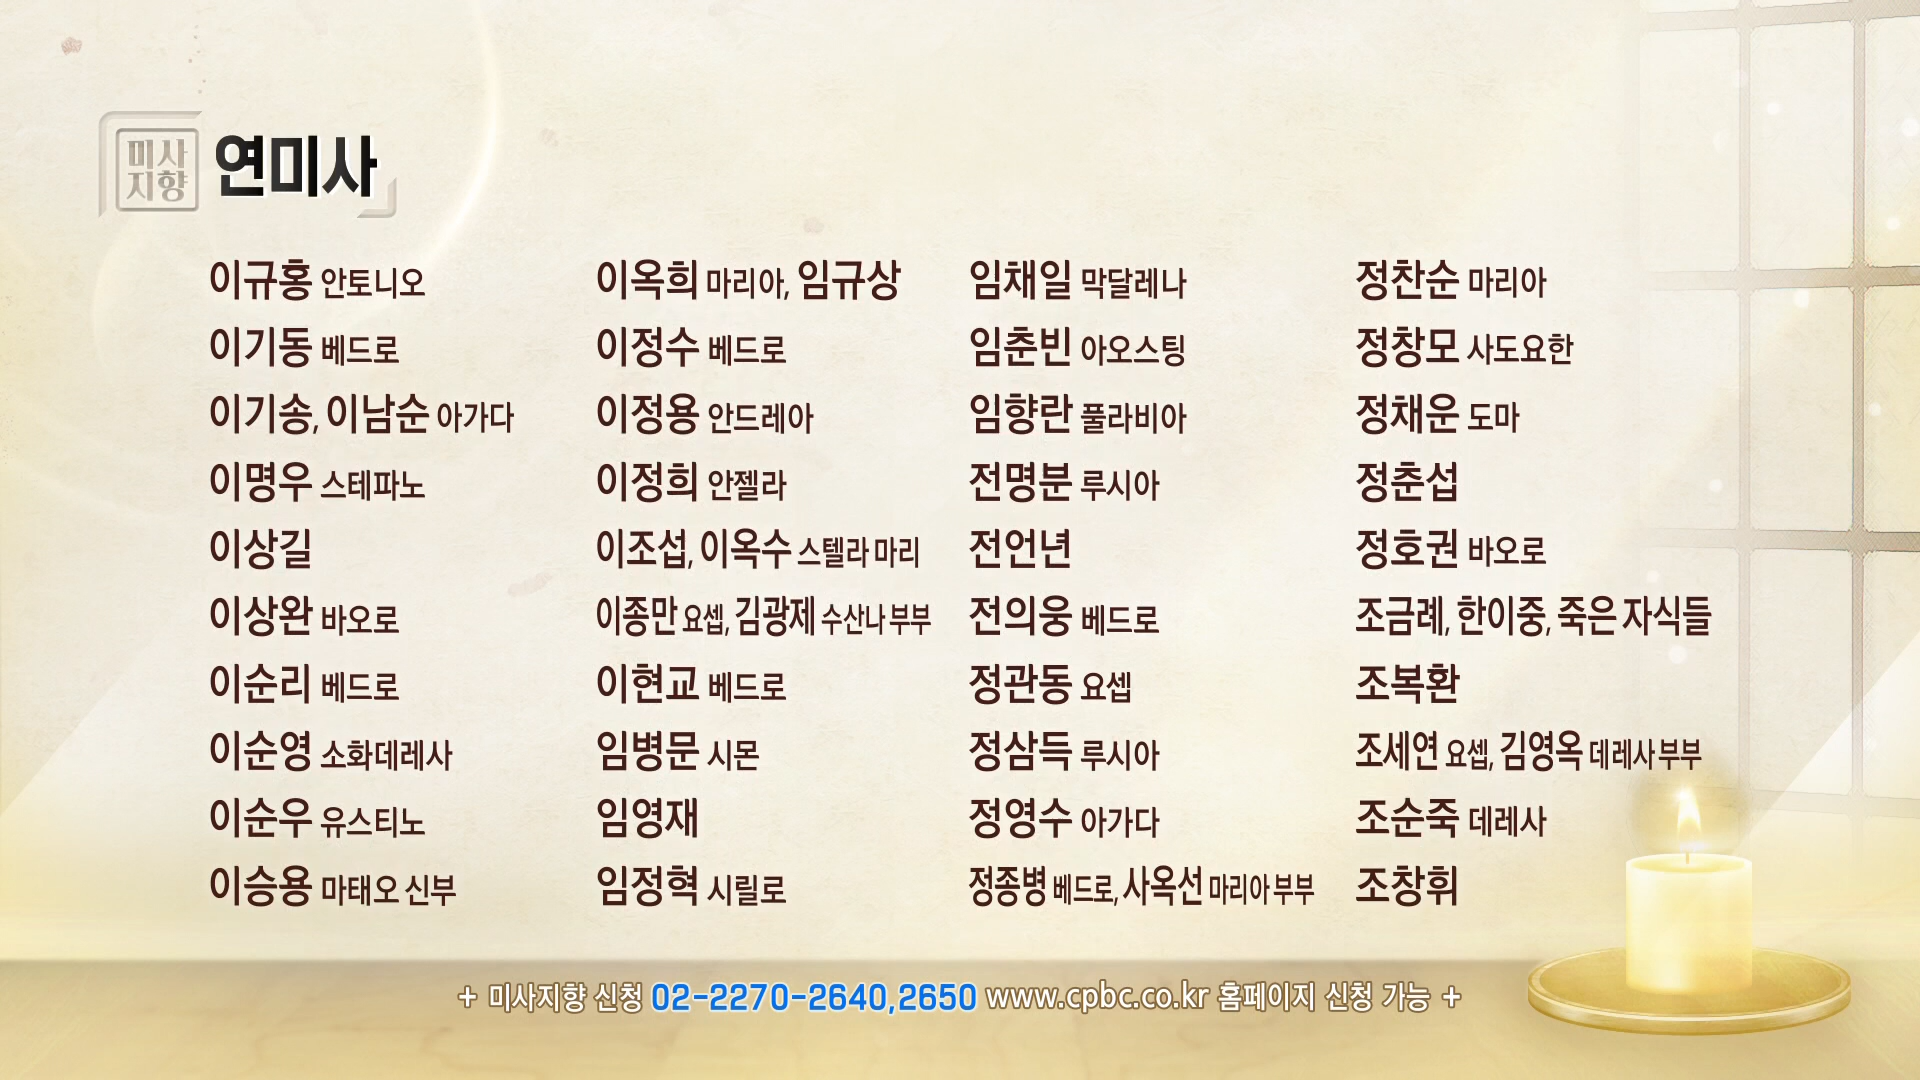 미사
지향
연미사
이규홍 안토니오
이기동 베드로
이기송, 이남순 아가다
이명우 스테파노
이상길
이상완 바오로
이순리 베드로
이순영 소화데레사
이순우 유스티노
이승용 마태오 신부
이옥희 마리아, 임규상
이정수 베드로
이정용 안드레아
이정희 안젤라
이조섭, 이옥수 스텔라 마리
이종만 요셉, 김광제 수산나 부부
이현교 베드로
임병문 시몬
임영재
임정혁 시릴로
임채일 막달레나
임춘빈 아오스팅
임향란 풀라비아
전명분 루시아
전언년
전의웅 베드로
정관동 요셉
정삼득 루시아
정영수 아가다
정종병 베드로, 사옥선 마리아 부부
정찬순 마리아
정창모 사도요한
정채운 도마
정춘섭
정호권 바오로
조금례, 한이중, 죽은 자식들
조복환
조세연 요셉, 김영옥 데레사 부부
조순죽 데레사
조창휘
+ 미사지향 신청 02-2270-2640,2650 www.cpbc.co.kr 홈페이지 신청 가능 +